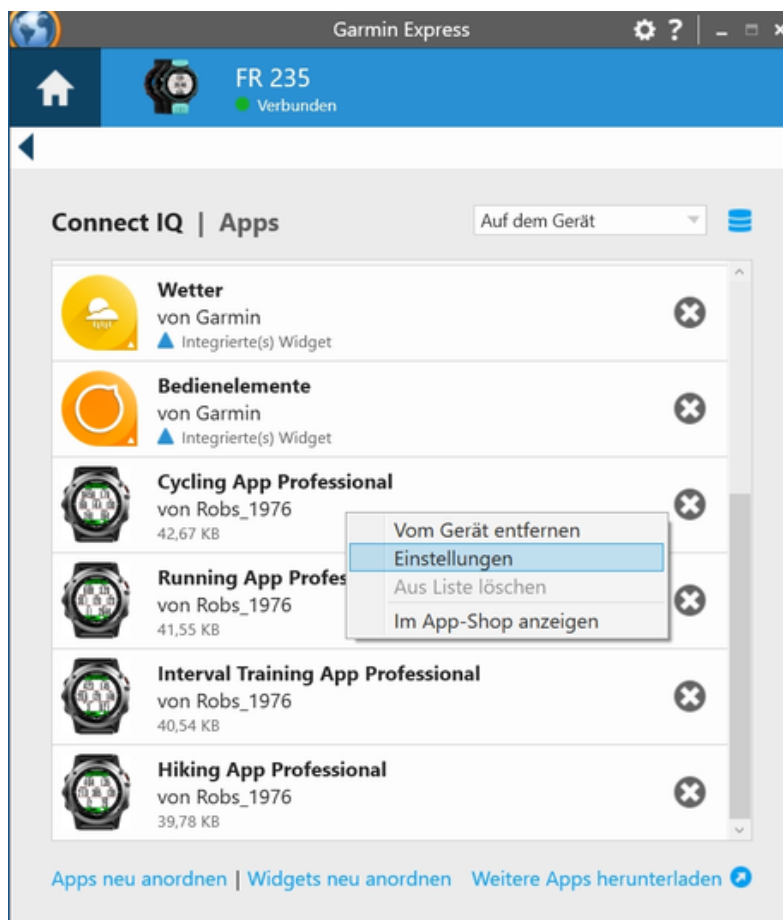 Garmin Express
?
FR 235
Verbunden
Connect IQ | Apps
Auf dem Gerät
Wetter
von Garmin
Integrierte(s) Widget
Bedienelemente
von Garmin
Integrierte(s) Widget
Cycling App Professional
von Robs_1976
42,67 KB
Vom Gerät entfernen
Einstellungen
Aus Liste löschen
Im App-Shop anzeigen
Running App Profes
von Robs_1976
41,55 KB
Interval Training App Professional
von Robs_1976
40,54 KB
Hiking App Professional
von Robs_1976
39,78 KB
Apps neu anordnen | Widgets neu anordnen Weitere Apps herunterladen